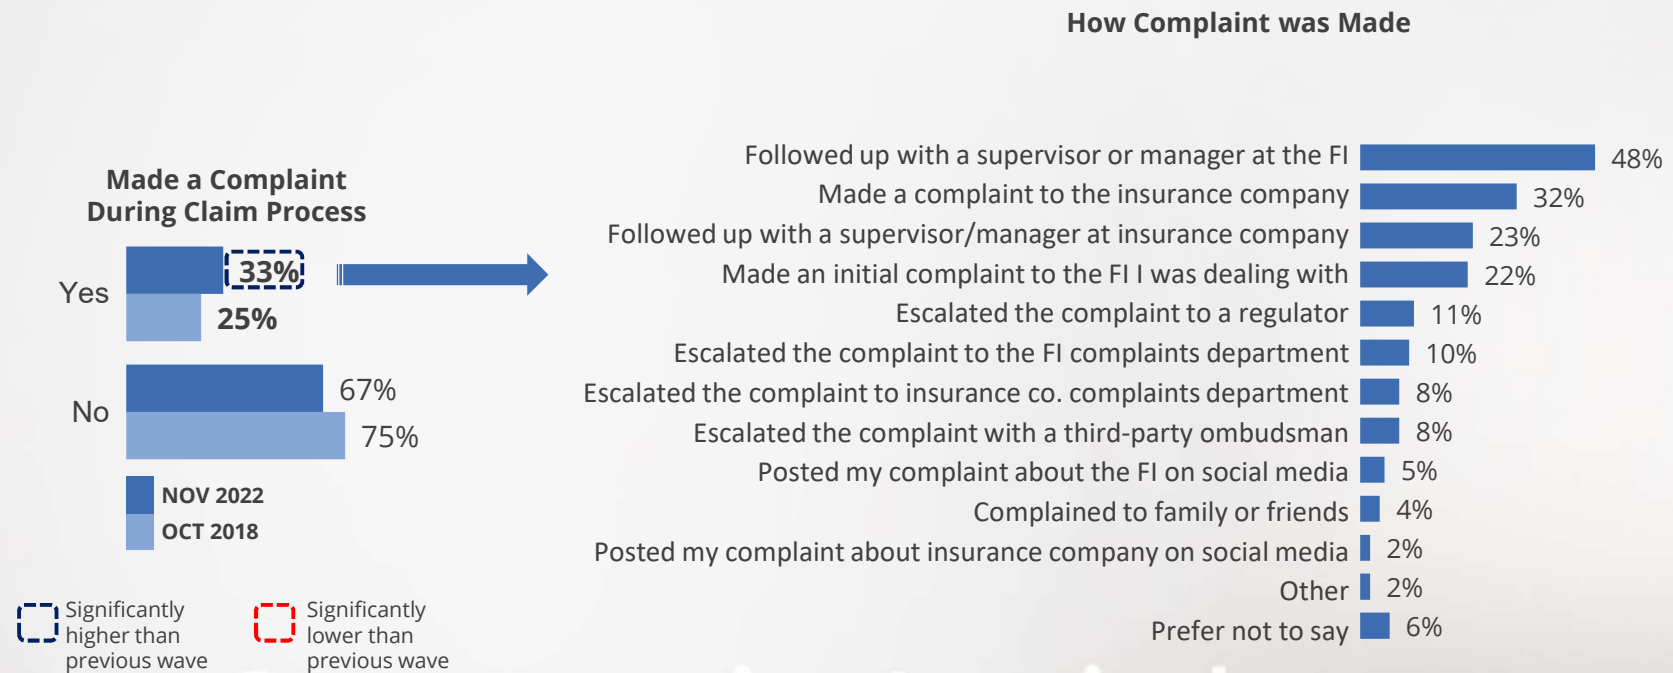 How Complaint was Made
Made a Complaint
During Claim Process
Yes
33%
25%
No
67%
75%
NOV 2022
OCT 2018
Significantly
higher than
previous wave
Significantly
lower than
previous wave
Followed up with a supervisor or manager at the FI 48%
Made a complaint to the insurance company 32%
Followed up with a supervisor/manager at insurance company 23%
Made an initial complaint to the FI I was dealing with 22%
Escalated the complaint to a regulator 11%
Escalated the complaint to the FI complaints department 10%
Escalated the complaint to insurance co. complaints department 8%
Escalated the complaint with a third-party ombudsman 8%
Posted my complaint about the FI on social media 5%
Complained to family or friends 4%
Posted my complaint about insurance company on social media 2%
Other 2%
Prefer not to say 6%